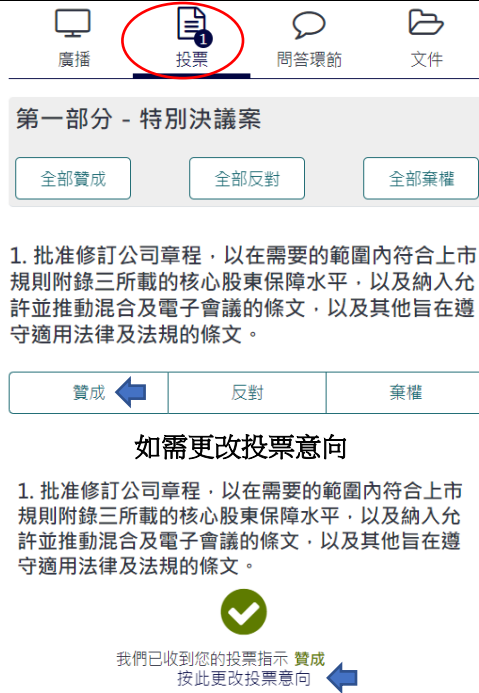 1
廣播 投票 問答環節 文件
第一部分 - 特別決議案
全部贊成 全部反對 全部棄權
1. 批准修訂公司章程，以在需要的範圍內符合上市
規則附錄三所載的核心股東保障水平，以及納入允
許並推動混合及電子會議的條文，以及其他旨在遵
守適用法律及法規的條文。
贊成 反對 棄權
如需更改投票意向
1. 批准修訂公司章程，以在需要的範圍內符合上市
規則附錄三所載的核心股東保障水平，以及納入允
許並推動混合及電子會議的條文，以及其他旨在遵
守適用法律及法規的條文。
我們已收到您的投票指示 贊成
按此更改投票意向